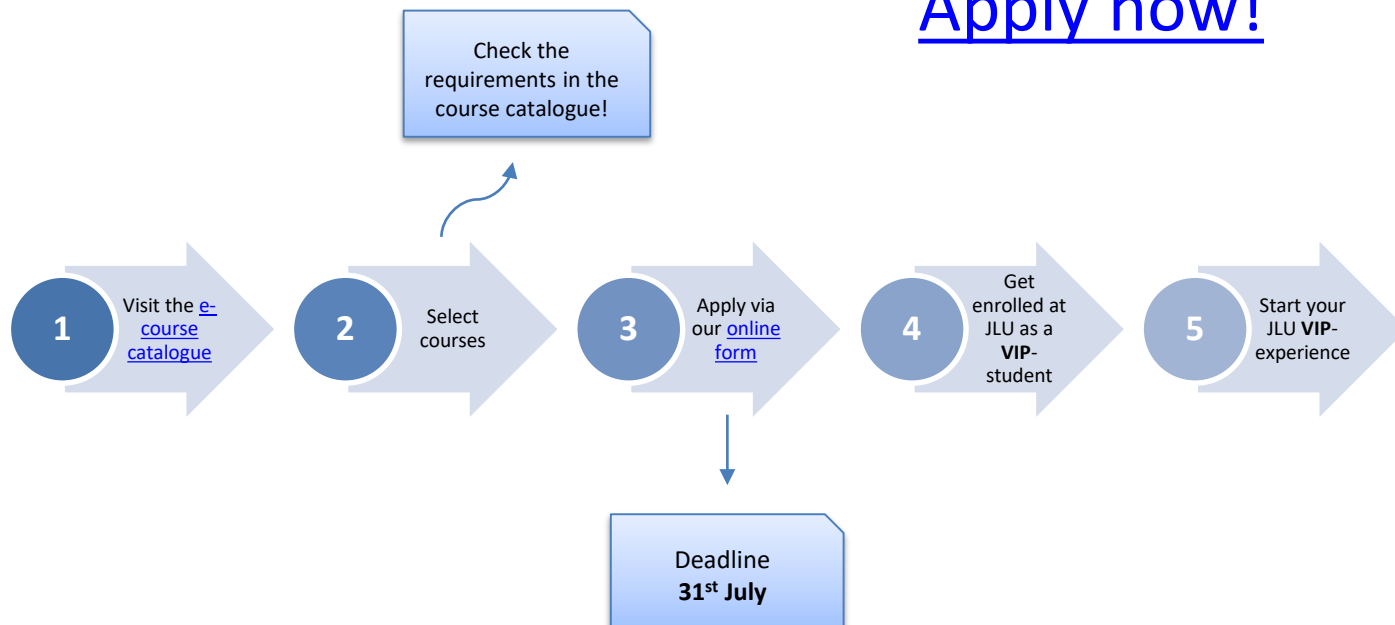 Apply now!
Check the
requirements in the
course catalogue!
1
Visit the e-
course
catalogue
2
Select
courses
3
Apply via
our online
form
4
Get
enrolled at
JLU as a
VIP-
student
5
Start your
JLU VIP-
experience
Deadline
31st July